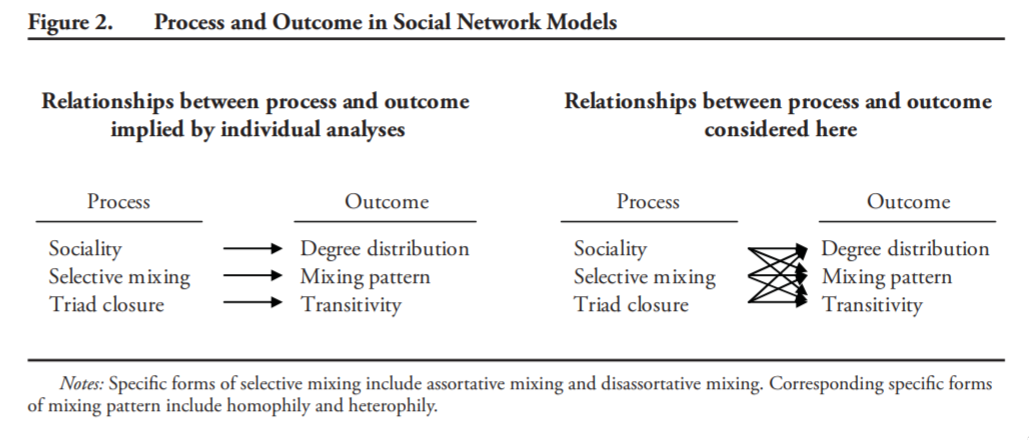 Figure 2. Process and Outcome in Social Network Models
Relationships between process and outcome
implied by individual analyses
Process Outcome
Sociality Degree distribution
Selective mixing Mixing pattern
Triad closure Transitivity
Relationships between process and outcome
considered here
Process Outcome
Sociality Degree distribution
Selective mixing Mixing pattern
Triad closure Transitivity
Notes: Specific forms of selective mixing include assortative mixing and disassortative mixing. Corresponding specific forms
of mixing pattern include homophily and heterophily.